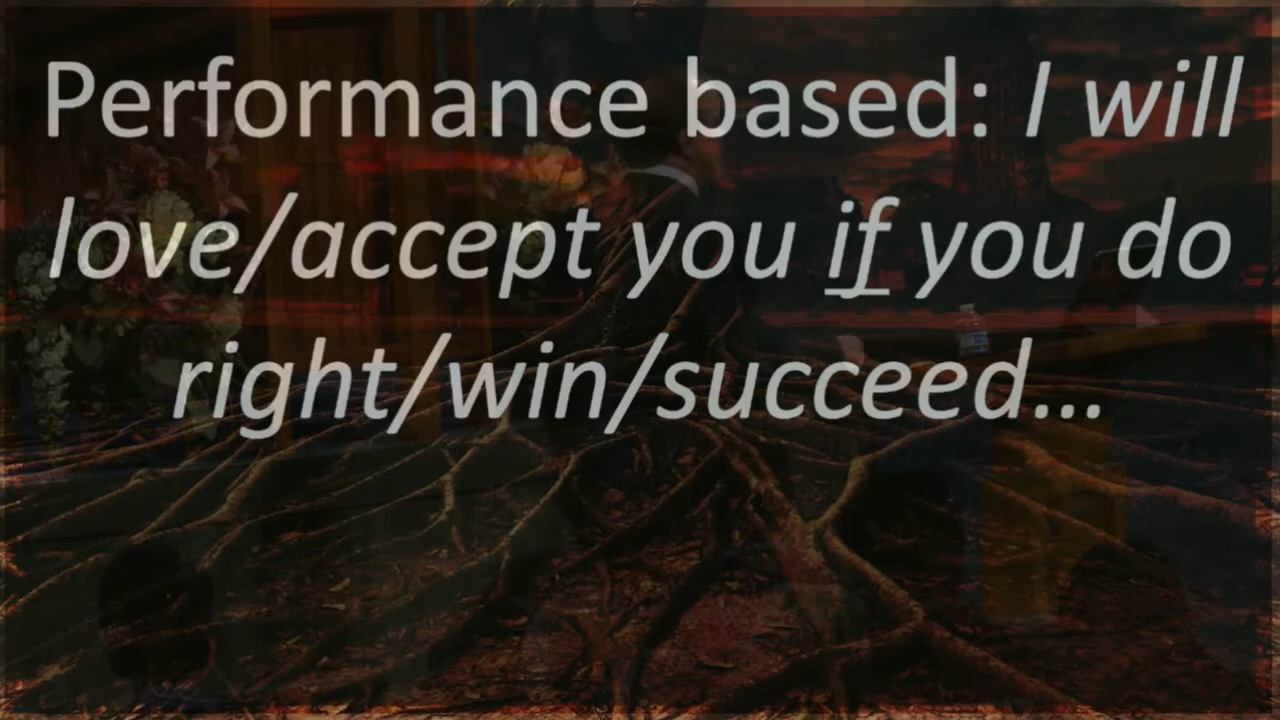 Performance based: I will
love/accept you if you do
right/win/succeed...